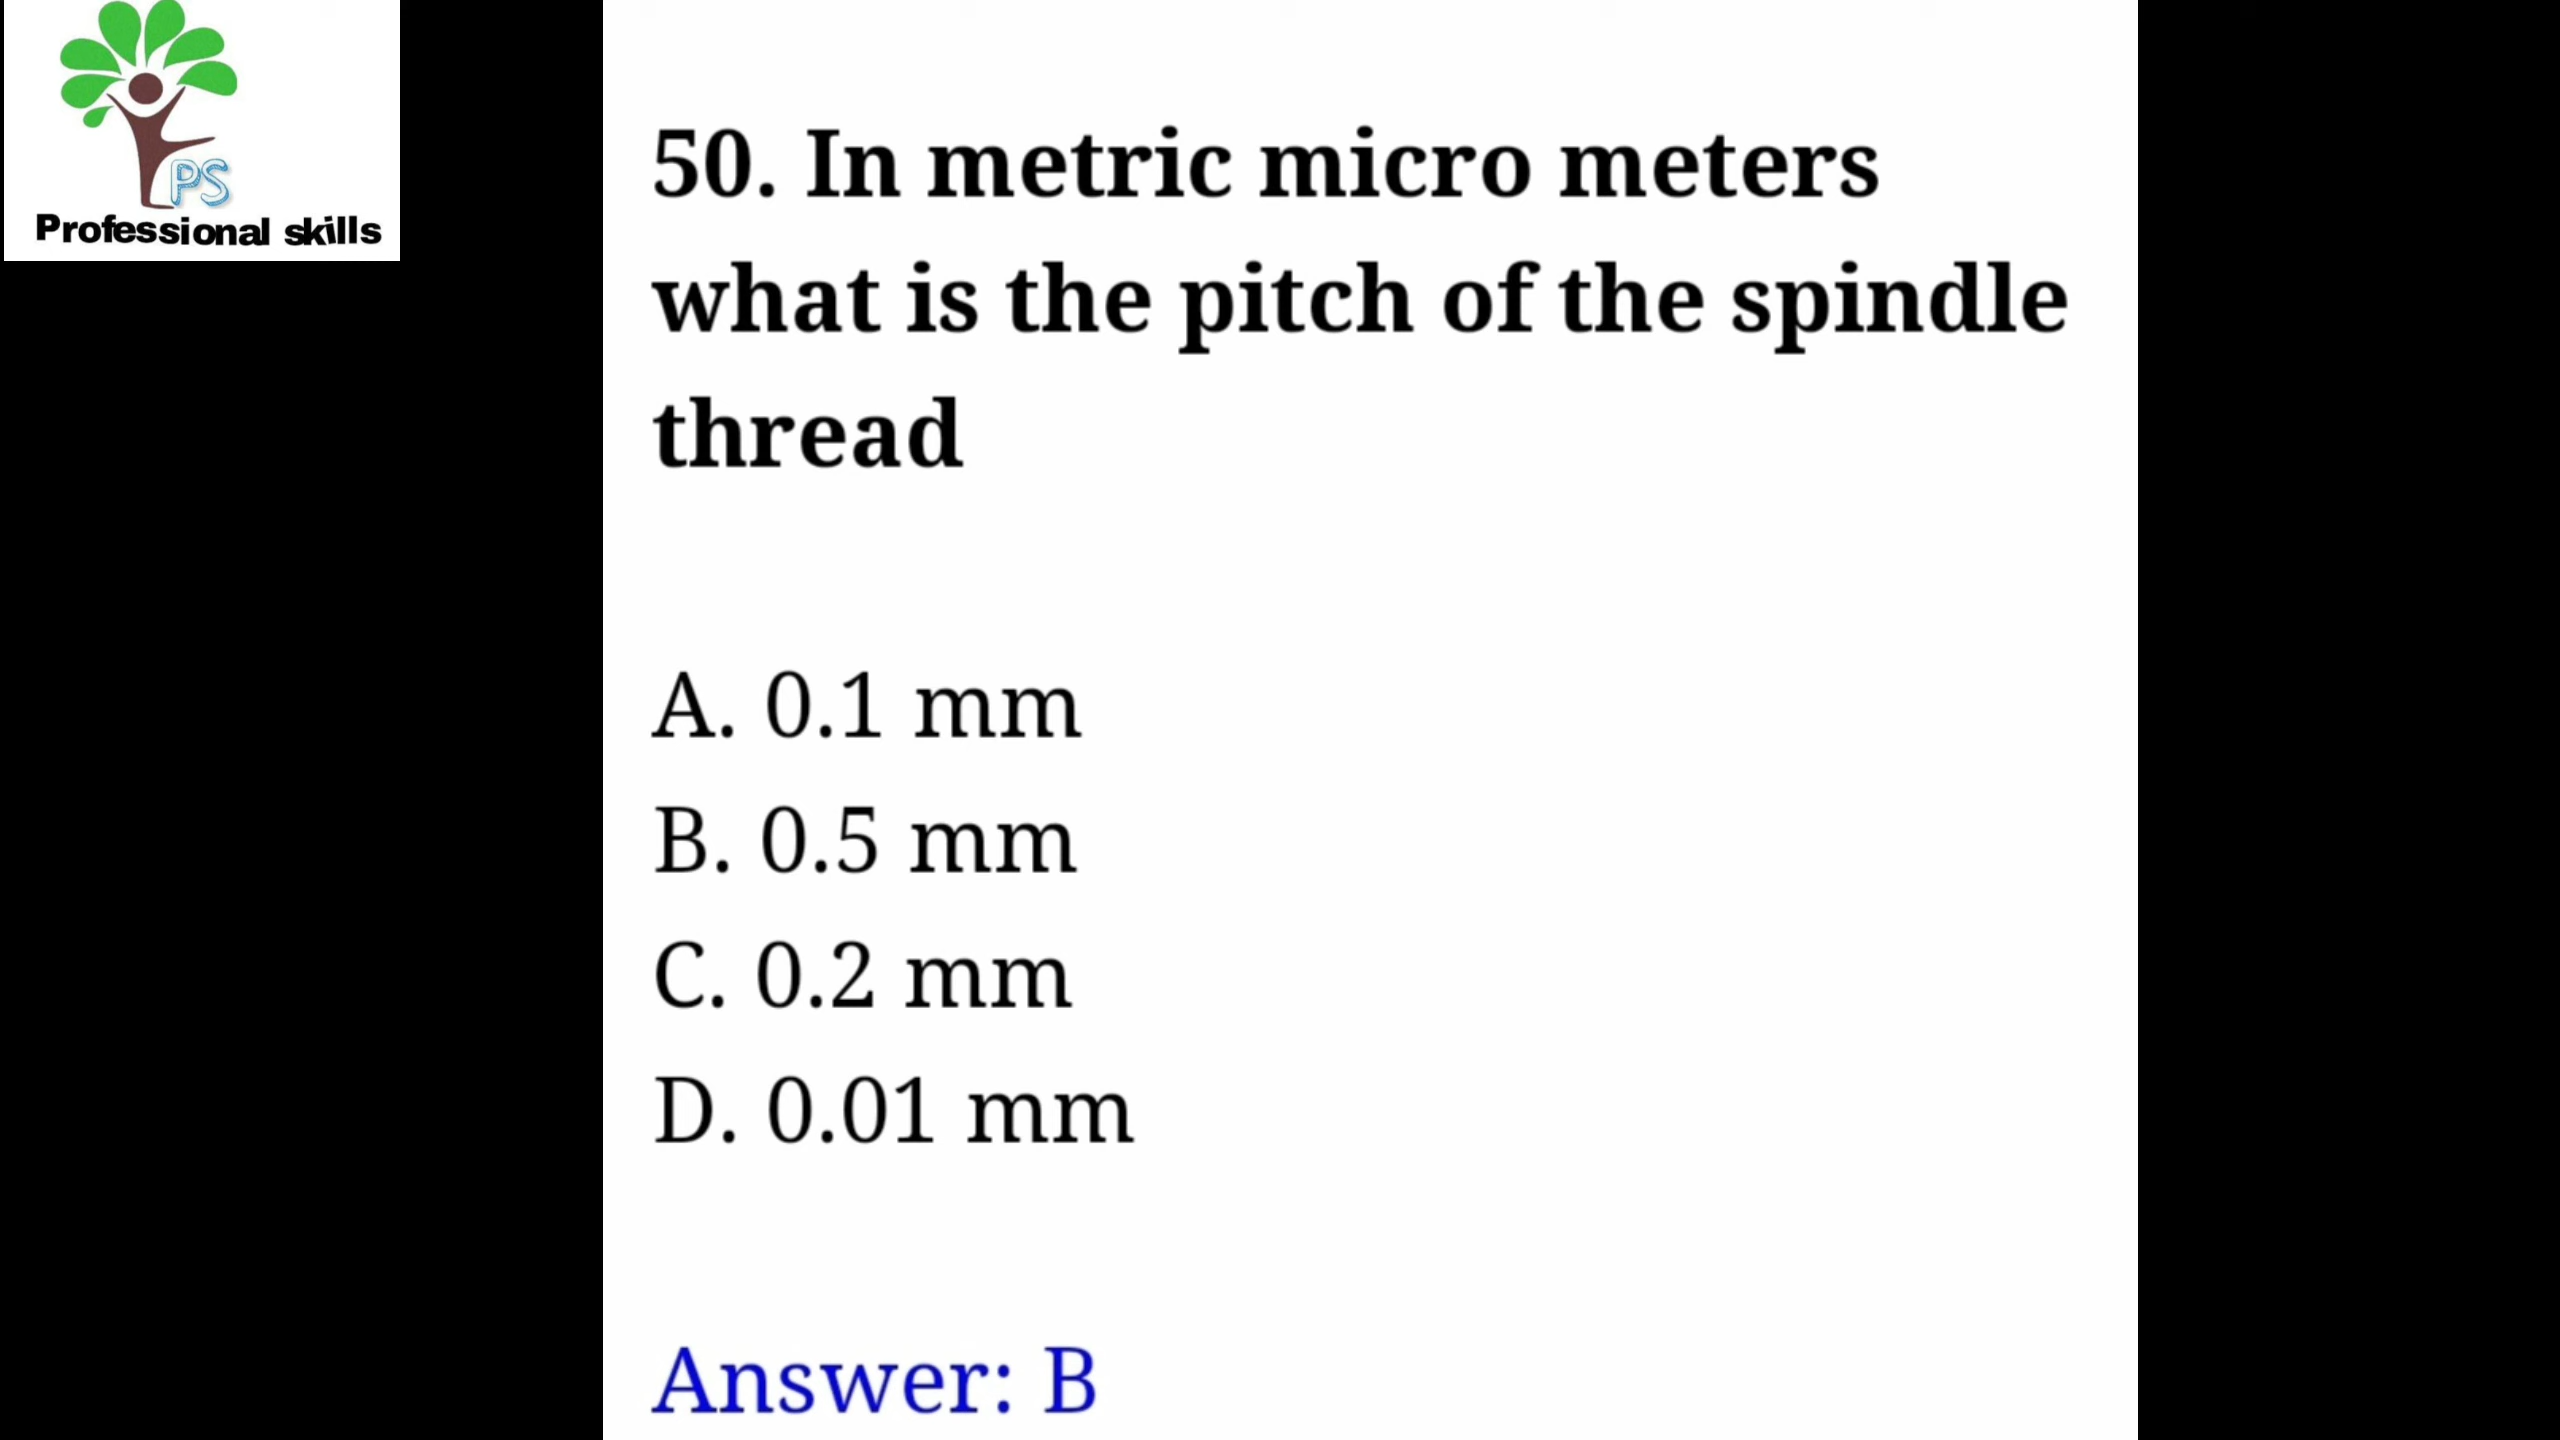 PS
Professional skills
50. In metric micro meters
what is the pitch of the spindle
thread
A. 0.1 mm
B. 0.5 mm
C. 0.2 mm
D. 0.01 mm
Answer: B